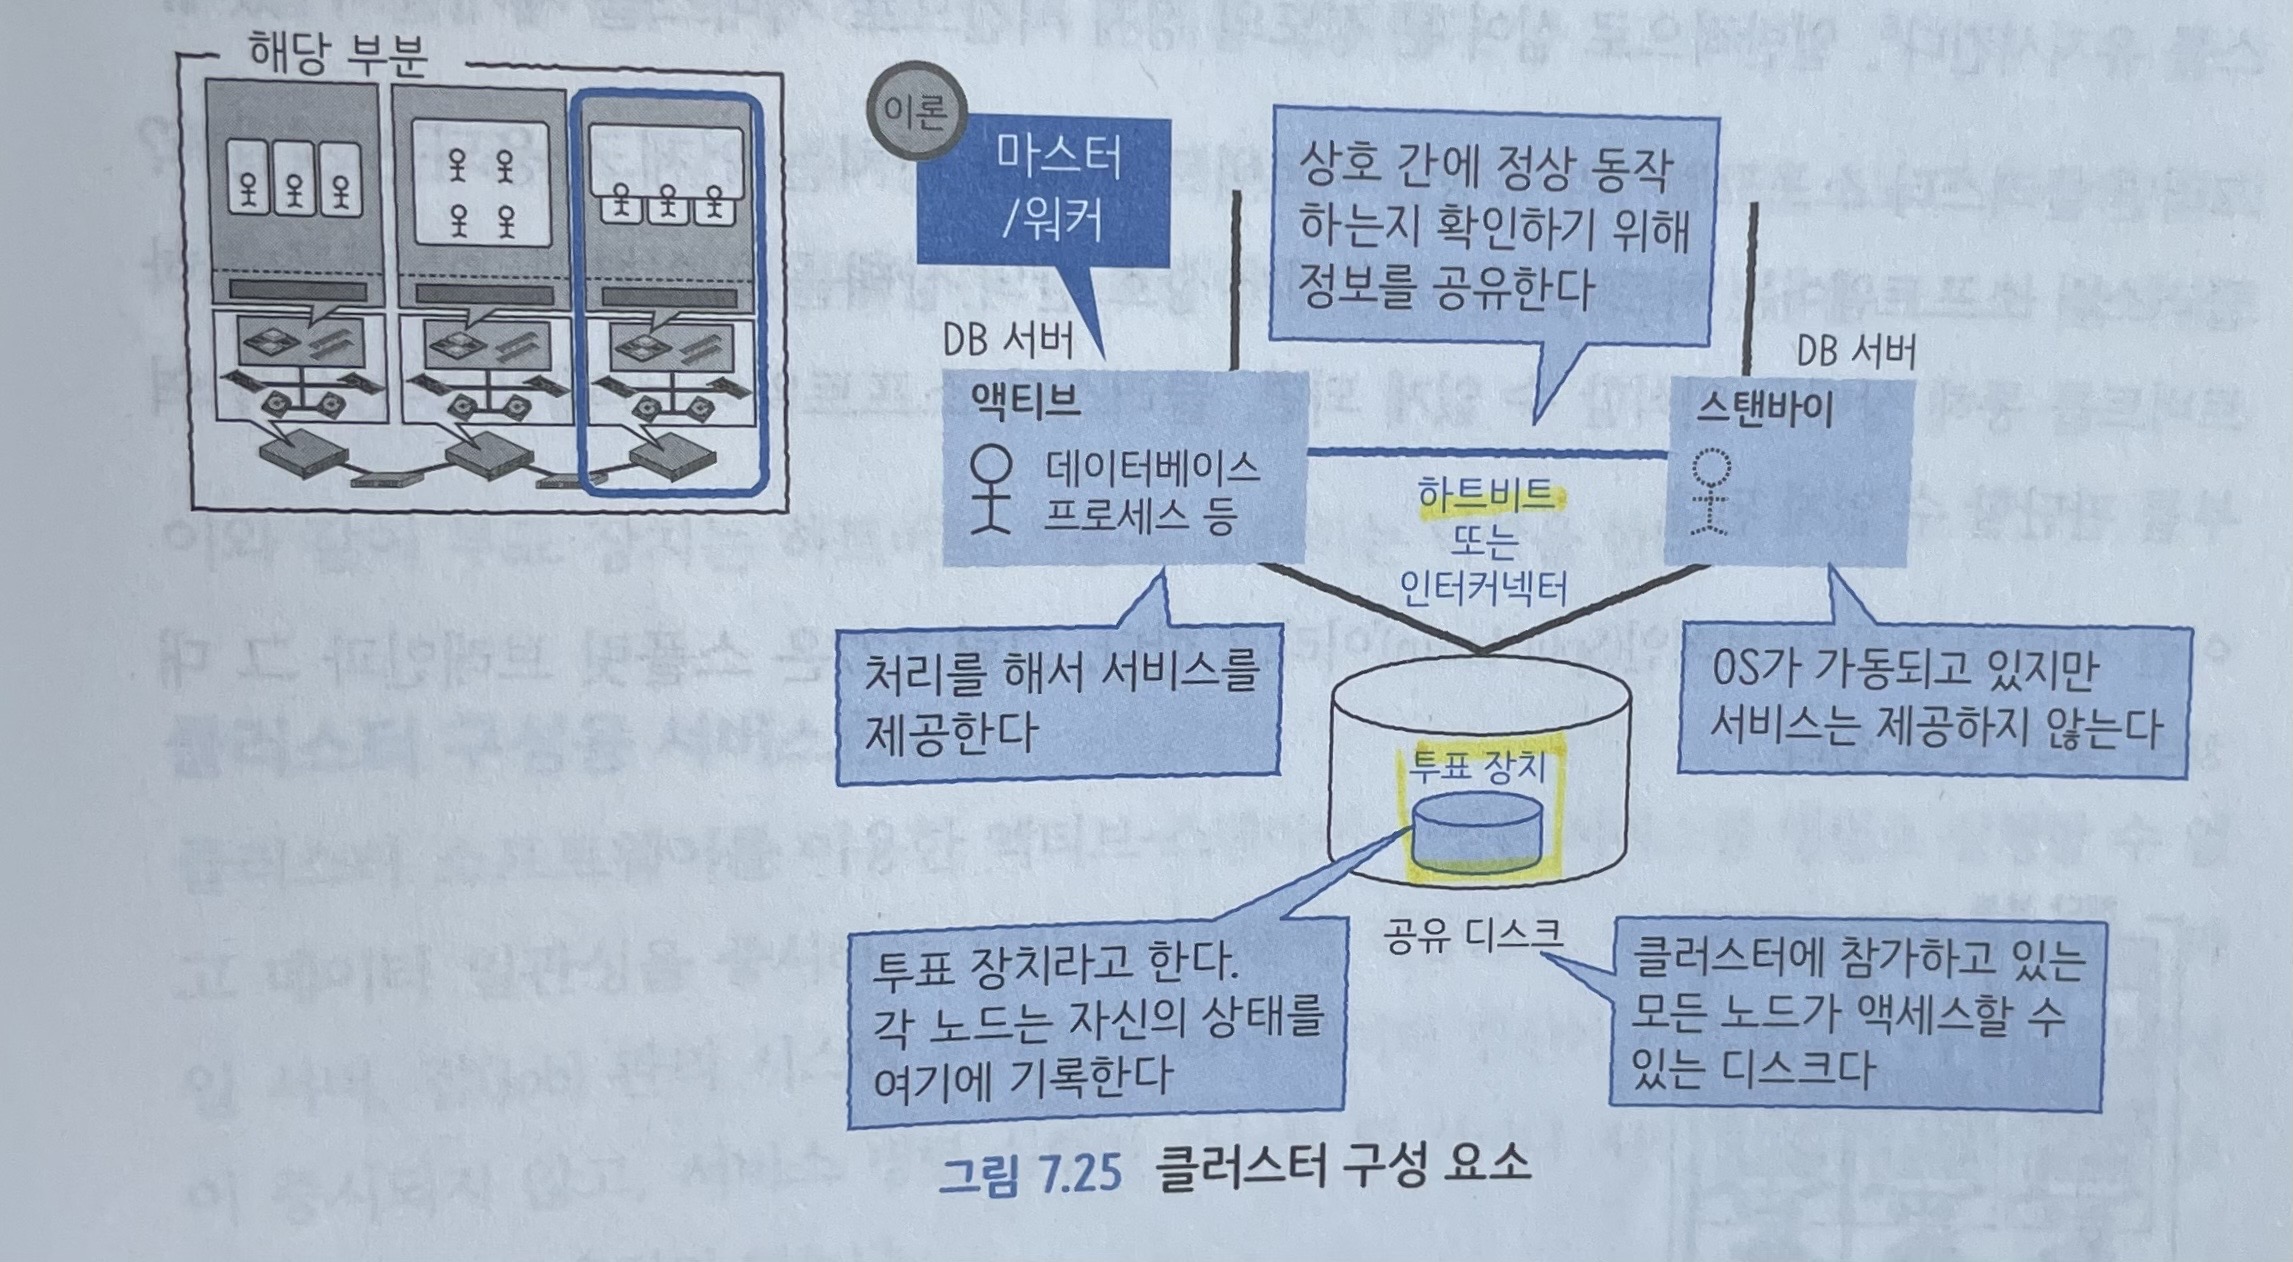 해당 부분
이론
마스터
/워커
상호 간에 정상 동작
하는지 확인하기 위해
정보를 공유한다
DB 서버
DB 서버
액티브
데이터베이스
프로세스 등
스탠바이
하트비트
또는
인터커넥터
처리를 해서 서비스를
제공한다
OS가 가동되고 있지만
서비스는 제공하지 않는다
투표 장치
공유 디스크
투표 장치라고 한다.
각 노드는 자신의 상태를
여기에 기록한다
클러스터에 참가하고 있는
모든 노드가 액세스할 수
있는 디스크다
그림 7.25 클러스터 구성 요소